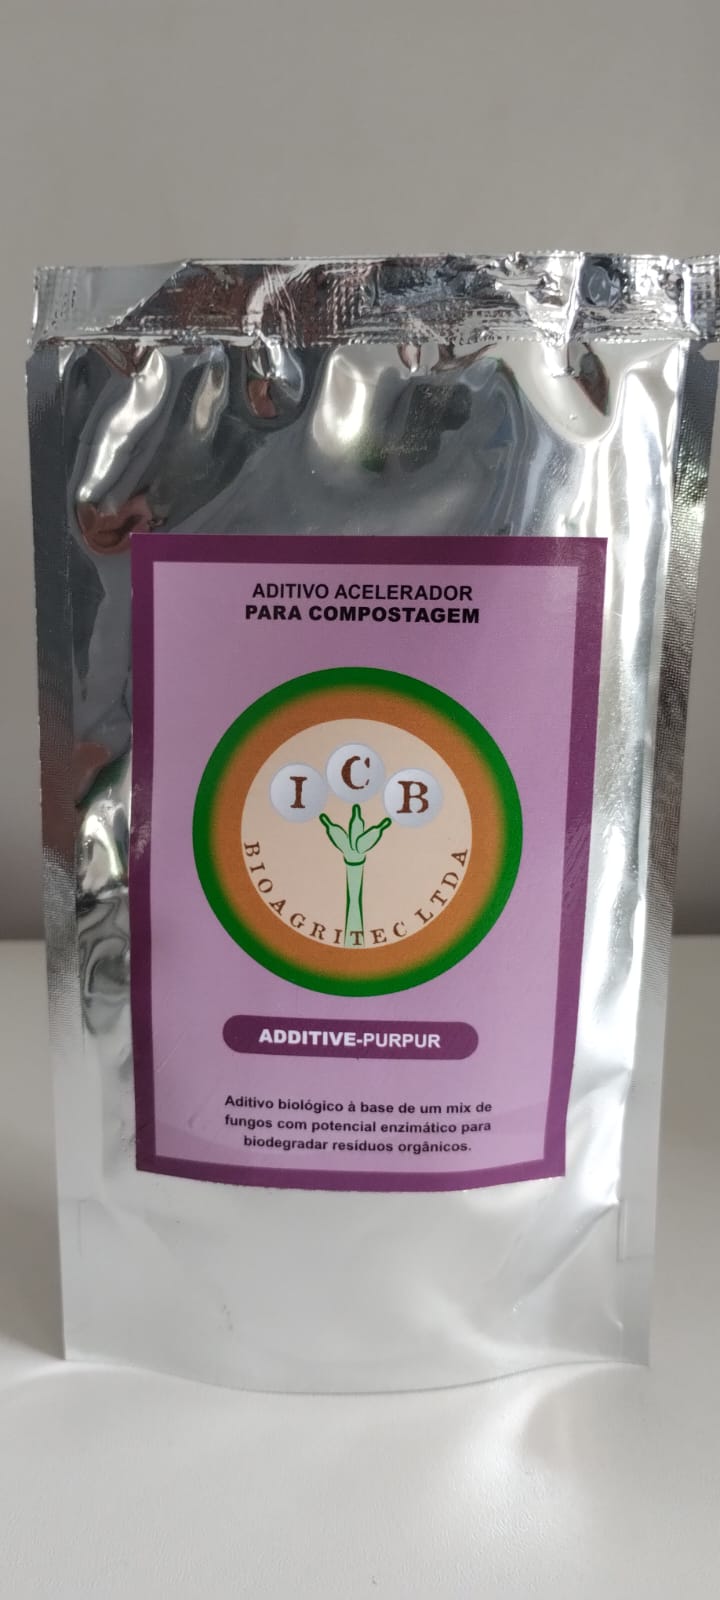 ADITIVO ACELERADOR
PARA COMPOSTAGEM
I C B
BIOAGRITEC LTDA
ADDITIVE-PURPUR
Aditivo biológico à base de um mix de
fungos com potencial enzimático para
biodegradar resíduos orgânicos.